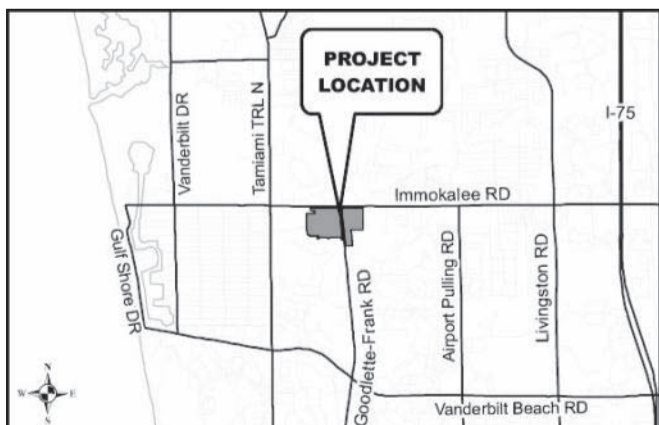 PROJECT
LOCATION
I-75
Vanderbilt DR
Tamiami TRL N
Immokalee RD
Gulf Shore DR
Goodlette-Frank RD
Airport Pulling RD
Livingston RD
Vanderbilt Beach RD
N
W
E
S